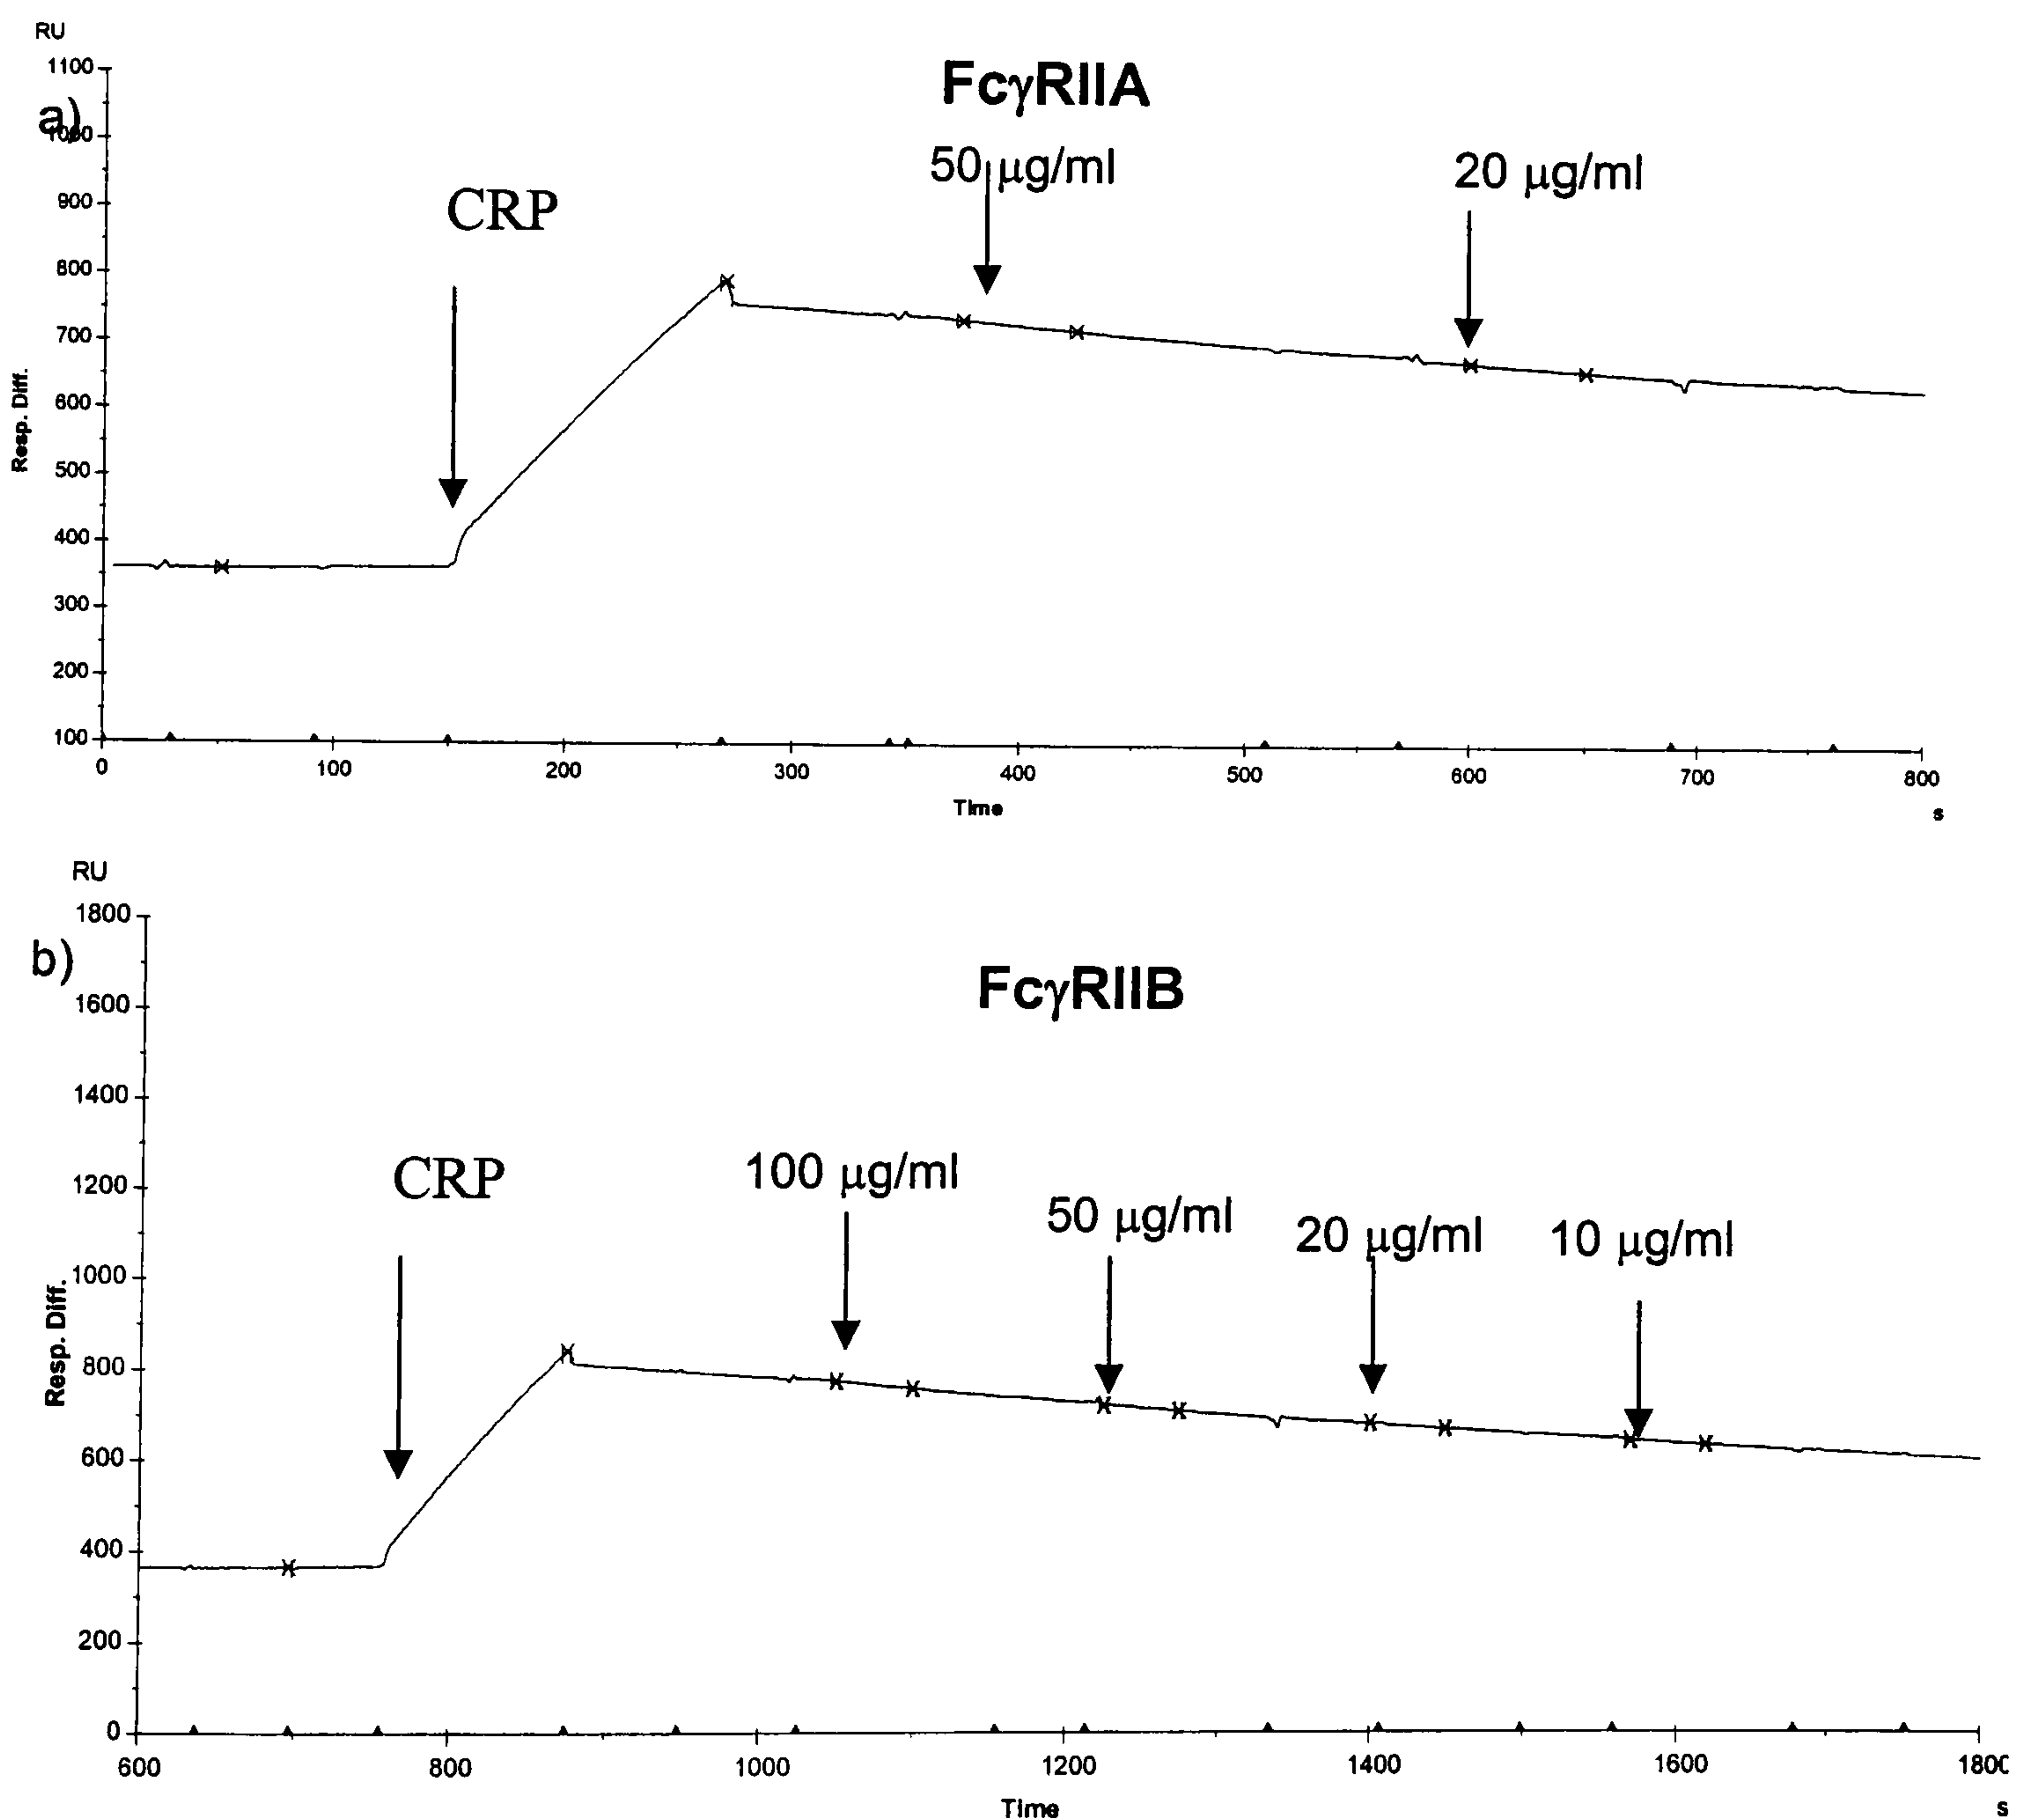 RU
FcγRIIA
1100
a)
1000
50 μg/ml
20 μg/ml
CRP
900
800
700
600
500
400
300
200
100
Resp. Diff.
0 100 200 300 400 500 600 700 800
Time
s
RU
1800
b)
FcγRIIB
1600
1400
CRP
100 μg/ml
1200
50 μg/ml
20 μg/ml
10 μg/ml
1000
800
600
400
200
0
Resp. Diff.
600 800 1000 1200 1400 1600 1800
Time
s